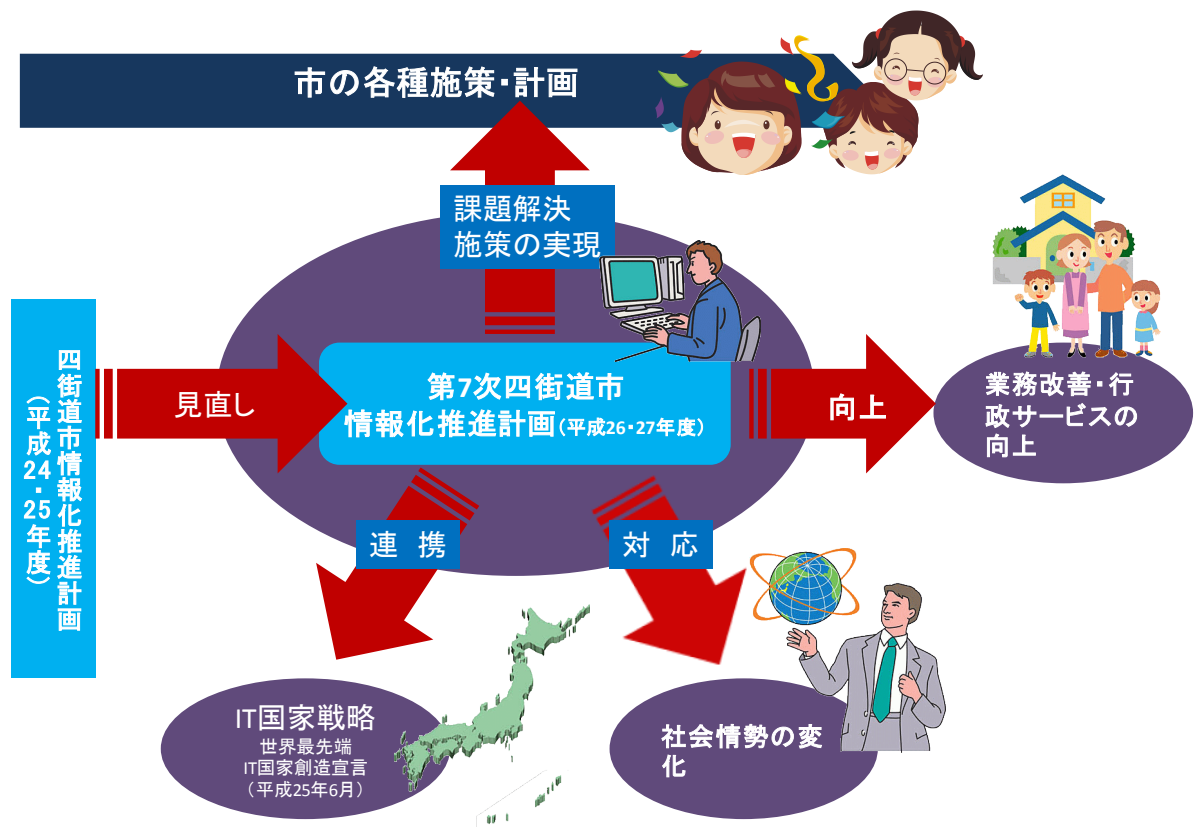 市の各種施策・計画
課題解決
施策の実現
四街道市情報化推進計画
（平成24・25年度）
見直し
第7次四街道市
情報化推進計画（平成26・27年度）
向上
業務改善・行
政サービスの
向上
連　携
対　応
IT国家戦略
世界最先端
IT国家創造宣言
（平成25年6月）
社会情勢の変
化